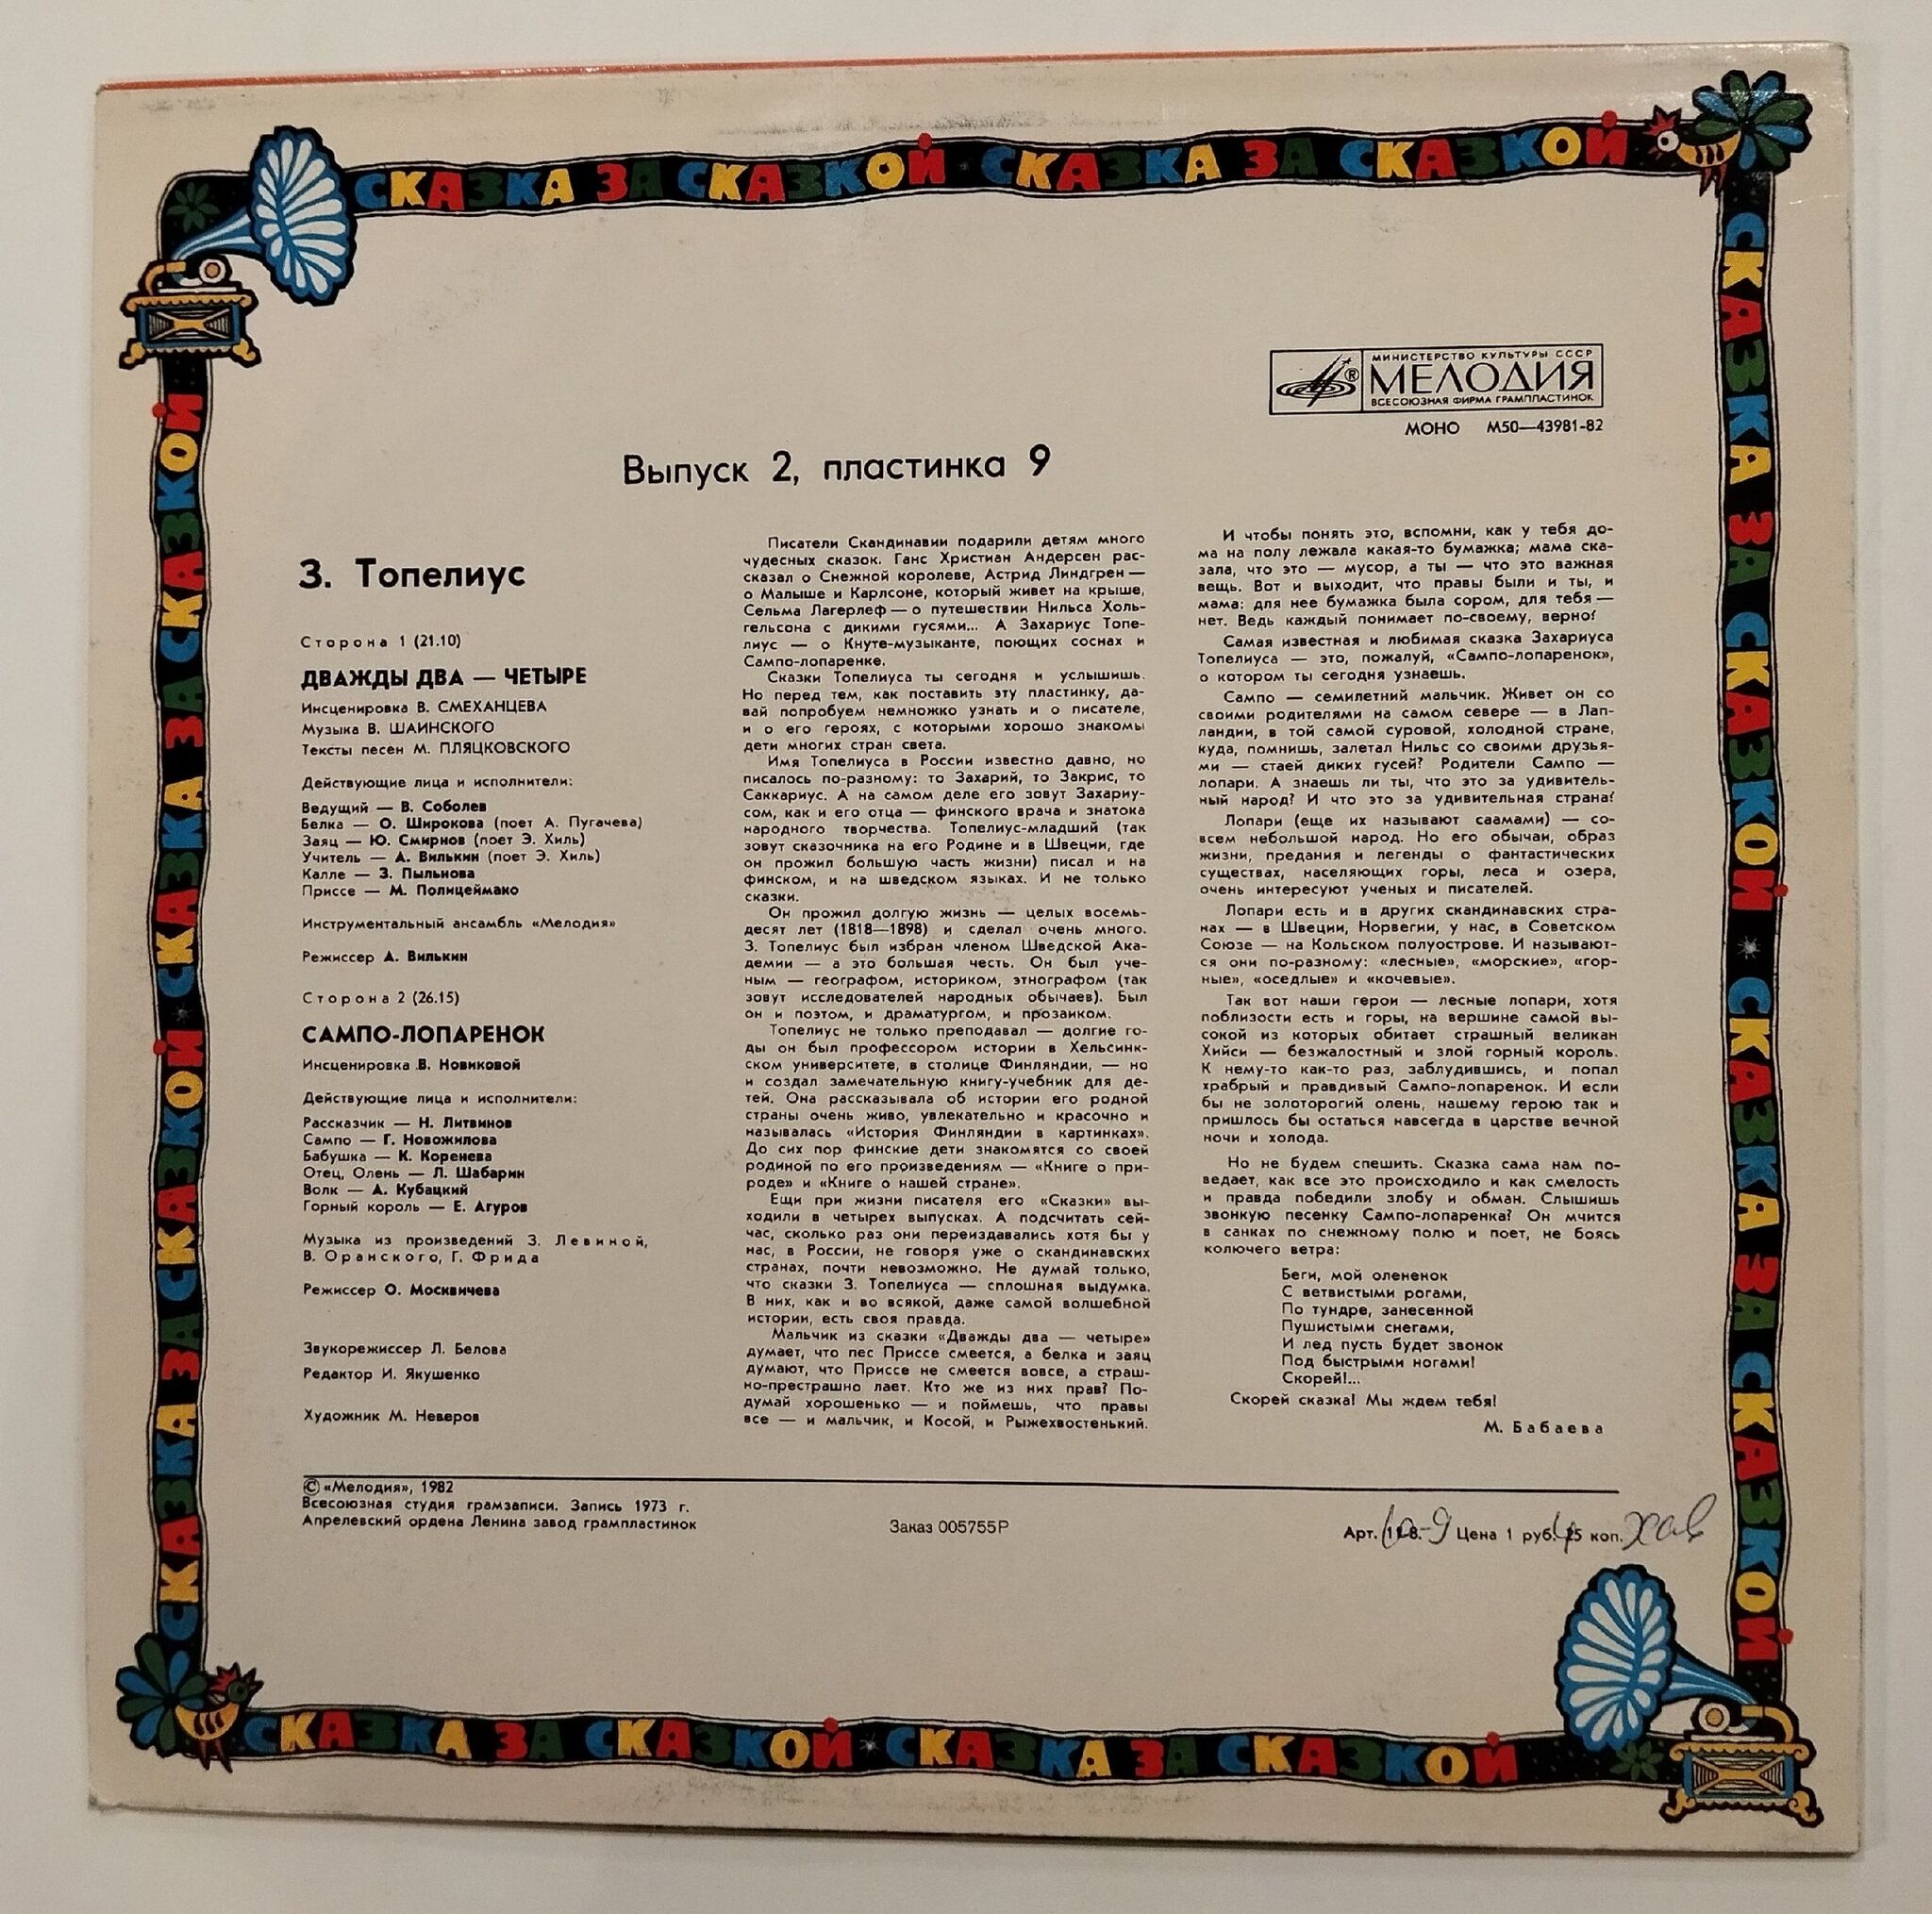 СКАЗКА ЗА СКАЗКОЙ СКАЗКА ЗА СКАЗКОЙ
СКАЗКА ЗА СКАЗКОЙ СКАЗКА ЗА СКАЗКОЙ
СКАЗКА ЗА СКАЗКОЙ СКАЗКА ЗА СКАЗКОЙ
МИНИСТЕРСТВО КУЛЬТУРЫ СССР
МЕЛОДИЯ
ВСЕСОЮЗНАЯ ФИРМА ГРАМПЛАСТИНОК
МОНО М50—43981-82
Выпуск 2, пластинка 9
З. Топелиус
Сторона 1 (21.10)
ДВАЖДЫ ДВА — ЧЕТЫРЕ
Инсценировка В. СМЕХАНЦЕВА
Музыка В. ШАИНСКОГО
Тексты песен М. ПЛЯЦКОВСКОГО
Действующие лица и исполнители:
Ведущий — В. Соболев
Белка — О. Широкова (поет А. Пугачева)
Заяц — Ю. Смирнов (поет Э. Хиль)
Учитель — А. Вилькин (поет Э. Хиль)
Калле — З. Пыльнова
Приссе — М. Полицеймако
Инструментальный ансамбль «Мелодия»
Режиссер А. Вилькин
Сторона 2 (26.15)
САМПО-ЛОПАРЕНОК
Инсценировка В. Новиковой
Действующие лица и исполнители:
Рассказчик — Н. Литвинов
Сампо — Г. Новожилова
Бабушка — К. Коренева
Отец, Олень — Л. Шабарин
Волк — А. Кубацкий
Горный король — Е. Агуров
Музыка из произведений З. Левиной,
В. Оранского, Г. Фрида
Режиссер О. Москвичева
Звукорежиссер Л. Белова
Редактор И. Якушенко
Художник М. Неверов
Писатели Скандинавии подарили детям много
чудесных сказок. Ганс Христиан Андерсен рас-
сказал о Снежной королеве, Астрид Линдгрен —
о Малыше и Карлсоне, который живет на крыше,
Сельма Лагерлеф — о путешествии Нильса Холь-
гельсона с дикими гусями... А Захариус Топе-
лиус — о Кнуте-музыканте, поющих соснах и
Сампо-лопаренке.
Сказки Топелиуса ты сегодня и услышишь.
Но перед тем, как поставить эту пластинку, да-
вай попробуем немножко узнать и о писателе,
и о его героях, с которыми хорошо знакомы
дети многих стран света.
Имя Топелиуса в России известно давно, но
писалось по-разному: то Захарий, то Закрис, то
Саккариус. А на самом деле его зовут Захариу-
сом, как и его отца — финского врача и знатока
народного творчества. Топелиус-младший (так
зовут сказочника на его Родине и в Швеции, где
он прожил большую часть жизни) писал и на
финском, и на шведском языках. И не только
сказки.
Он прожил долгую жизнь — целых восемь-
десят лет (1818—1898) и сделал очень много.
З. Топелиус был избран членом Шведской Ака-
демии — а это большая честь. Он был уче-
ным — географом, историком, этнографом (так
зовут исследователей народных обычаев). Был
он и поэтом, и драматургом, и прозаиком.
Топелиус не только преподавал — долгие го-
ды он был профессором истории в Хельсинк-
ском университете, в столице Финляндии, — но
и создал замечательную книгу-учебник для де-
тей. Она рассказывала об истории его родной
страны очень живо, увлекательно и красочно и
называлась «История Финляндии в картинках».
До сих пор финские дети знакомятся со своей
родиной по его произведениям — «Книге о при-
роде» и «Книге о нашей стране».
Ещи при жизни писателя его «Сказки» вы-
ходили в четырех выпусках. А подсчитать сей-
час, сколько раз они переиздавались хотя бы у
нас, в России, не говоря уже о скандинавских
странах, почти невозможно. Не думай только,
что сказки З. Топелиуса — сплошная выдумка.
В них, как и во всякой, даже самой волшебной
истории, есть своя правда.
Мальчик из сказки «Дважды два — четыре»
думает, что пес Приссе смеется, а белка и заяц
думают, что Приссе не смеется вовсе, а страш-
но-престрашно лает. Кто же из них прав? По-
думай хорошенько — и поймешь, что правы
все — и мальчик, и Косой, и Рыжехвостенький.
И чтобы понять это, вспомни, как у тебя до-
ма на полу лежала какая-то бумажка; мама ска-
зала, что это — мусор, а ты — что это важная
вещь. Вот и выходит, что правы были и ты, и
мама: для нее бумажка была сором, для тебя —
нет. Ведь каждый понимает по-своему, верно?
Самая известная и любимая сказка Захариуса
Топелиуса — это, пожалуй, «Сампо-лопаренок»,
о котором ты сегодня узнаешь.
Сампо — семилетний мальчик. Живет он со
своими родителями на самом севере — в Лап-
ландии, в той самой суровой, холодной стране,
куда, помнишь, залетал Нильс со своими друзья-
ми — стаей диких гусей? Родители Сампо —
лопари. А знаешь ли ты, что это за удивитель-
ный народ? И что это за удивительная страна?
Лопари (еще их называют саамами) — со-
всем небольшой народ. Но его обычаи, образ
жизни, предания и легенды о фантастических
существах, населяющих горы, леса и озера,
очень интересуют ученых и писателей.
Лопари есть и в других скандинавских стра-
нах — в Швеции, Норвегии, у нас, в Советском
Союзе — на Кольском полуострове. И называют-
ся они по-разному: «лесные», «морские», «гор-
ные», «оседлые» и «кочевые».
Так вот наши герои — лесные лопари, хотя
поблизости есть и горы, на вершине самой вы-
сокой из которых обитает страшный великан
Хийси — безжалостный и злой горный король.
К нему-то как-то раз, заблудившись, и попал
храбрый и правдивый Сампо-лопаренок. И если
бы не золоторогий олень, нашему герою так и
пришлось бы остаться навсегда в царстве вечной
ночи и холода.
Но не будем спешить. Сказка сама нам по-
ведает, как все это происходило и как смелость
и правда победили злобу и обман. Слышишь
звонкую песенку Сампо-лопаренка? Он мчится
в санках по снежному полю и поет, не боясь
колючего ветра:
Беги, мой олененок
С ветвистыми рогами,
По тундре, занесенной
Пушистыми снегами,
И лед пусть будет звонок
Под быстрыми ногами!
Скорей!...
Скорей сказка! Мы ждем тебя!
М. Бабаева
© «Мелодия», 1982
Всесоюзная студия грамзаписи. Запись 1973 г.
Апрелевский ордена Ленина завод грампластинок
Заказ 005755Р
Арт. Цена 1 руб. коп.
СКАЗКА ЗА СКАЗКОЙ СКАЗКА ЗА СКАЗКОЙ